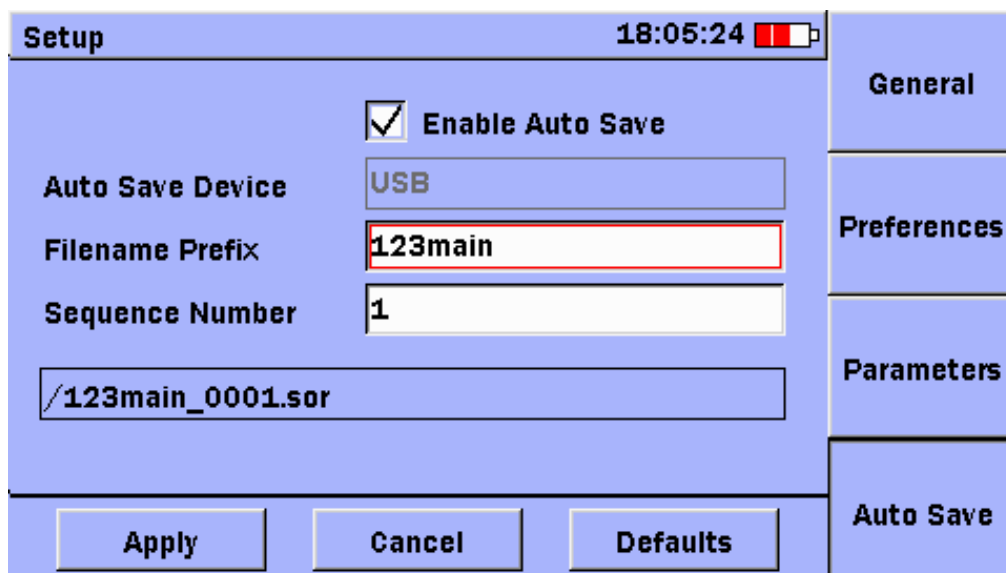 Setup 18:05:24
Enable Auto Save
Auto Save Device USB
Filename Prefix 123main
Sequence Number 1
/123main_0001.sor
Apply Cancel Defaults
General
Preferences
Parameters
Auto Save